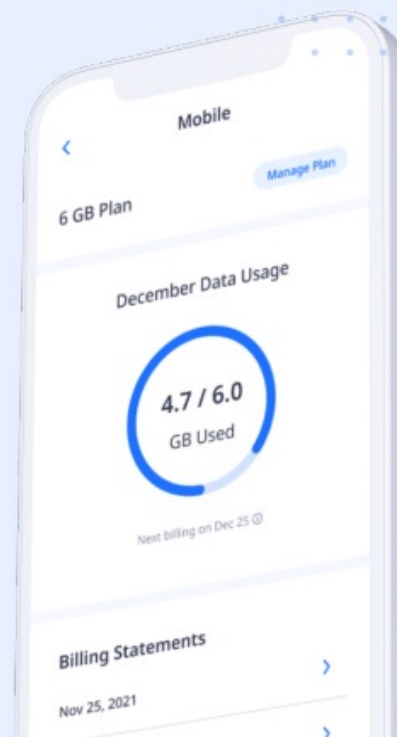 Mobile
Manage Plan
6 GB Plan
December Data Usage
4.7 / 6.0
GB Used
Next billing on Dec 25
Billing Statements
Nov 25, 2021